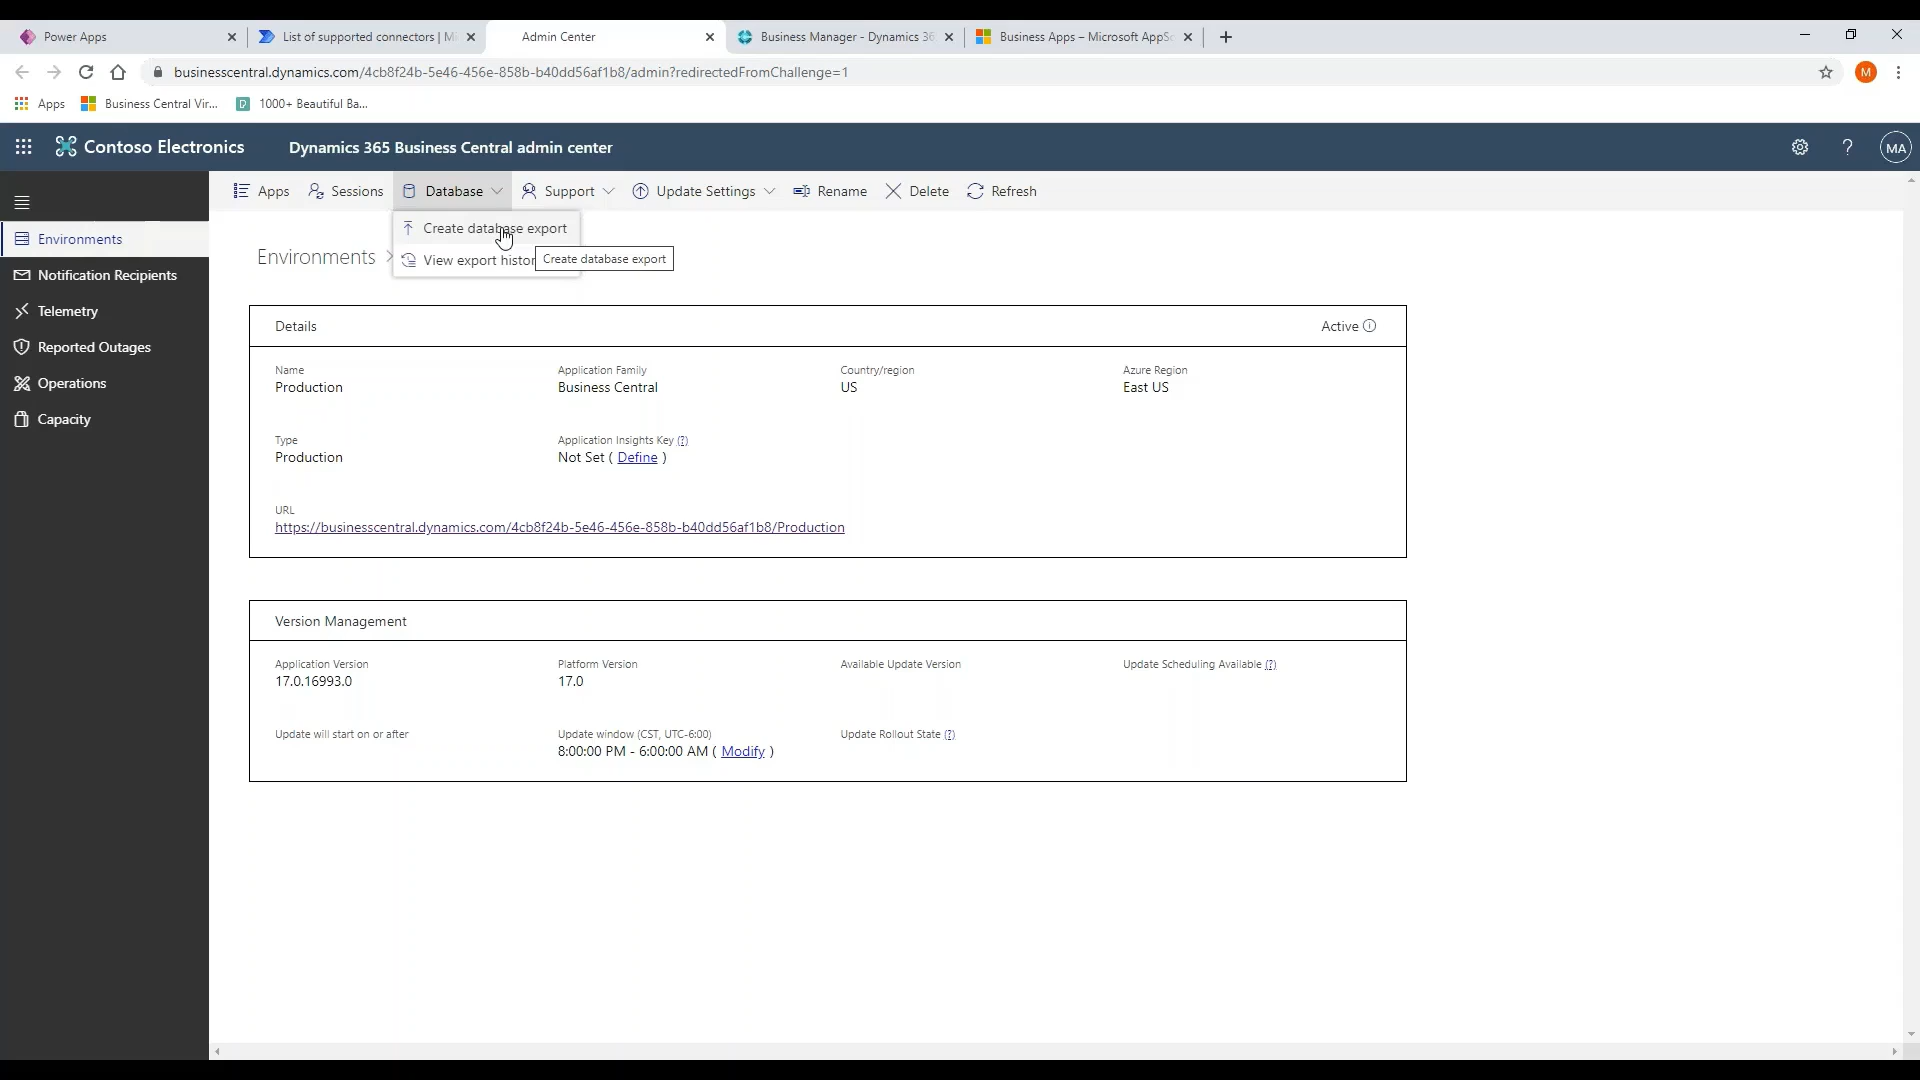 Power Apps
List of supported connectors | Mi
Admin Center
Business Manager - Dynamics 36
Business Apps – Microsoft AppSo
businesscentral.dynamics.com/4cb8f24b-5e46-456e-858b-b40dd56af1b8/admin?redirectedFromChallenge=1
M
Apps
Business Central Vir...
D
1000+ Beautiful Ba...
Contoso Electronics
Dynamics 365 Business Central admin center
?
MA
Apps
Sessions
Database
Support
Update Settings
Rename
Delete
Refresh
Create database export
View export histor
Create database export
Environments >
Environments
Notification Recipients
Telemetry
Reported Outages
Operations
Capacity
Details
Active
Name
Production
Application Family
Business Central
Country/region
US
Azure Region
East US
Type
Production
Application Insights Key (?)
Not Set ( Define )
URL
https://businesscentral.dynamics.com/4cb8f24b-5e46-456e-858b-b40dd56af1b8/Production
Version Management
Application Version
17.0.16993.0
Platform Version
17.0
Available Update Version
Update Scheduling Available (?)
Update will start on or after
Update window (CST, UTC-6:00)
8:00:00 PM - 6:00:00 AM ( Modify )
Update Rollout State (?)